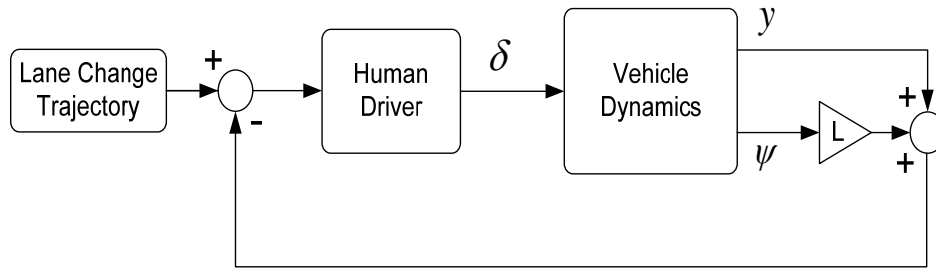 Lane Change
Trajectory
+
-
Human
Driver
δ
Vehicle
Dynamics
y
ψ
L
+
+